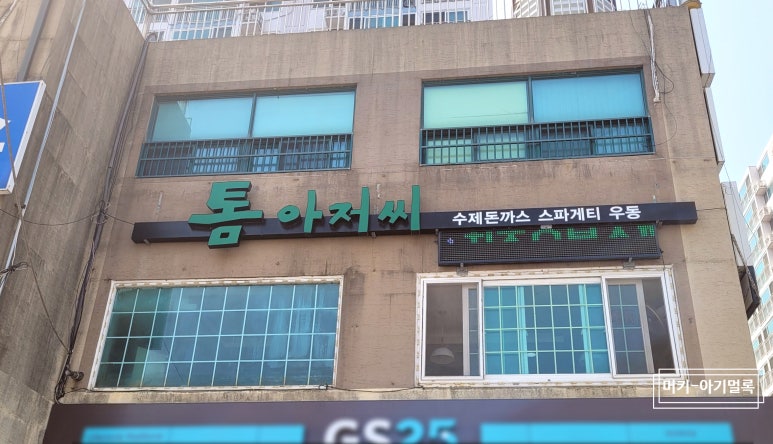 톰 아저씨
수제돈까스 스파게티 우동
머키-아기멀록
GS25